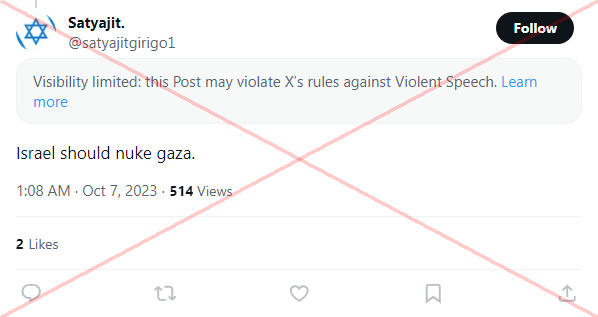 Satyajit.
@satyajitgirigo1
Follow
Visibility limited: this Post may violate X's rules against Violent Speech. Learn
more
Israel should nuke gaza.
1:08 AM · Oct 7, 2023 · 514 Views
2 Likes